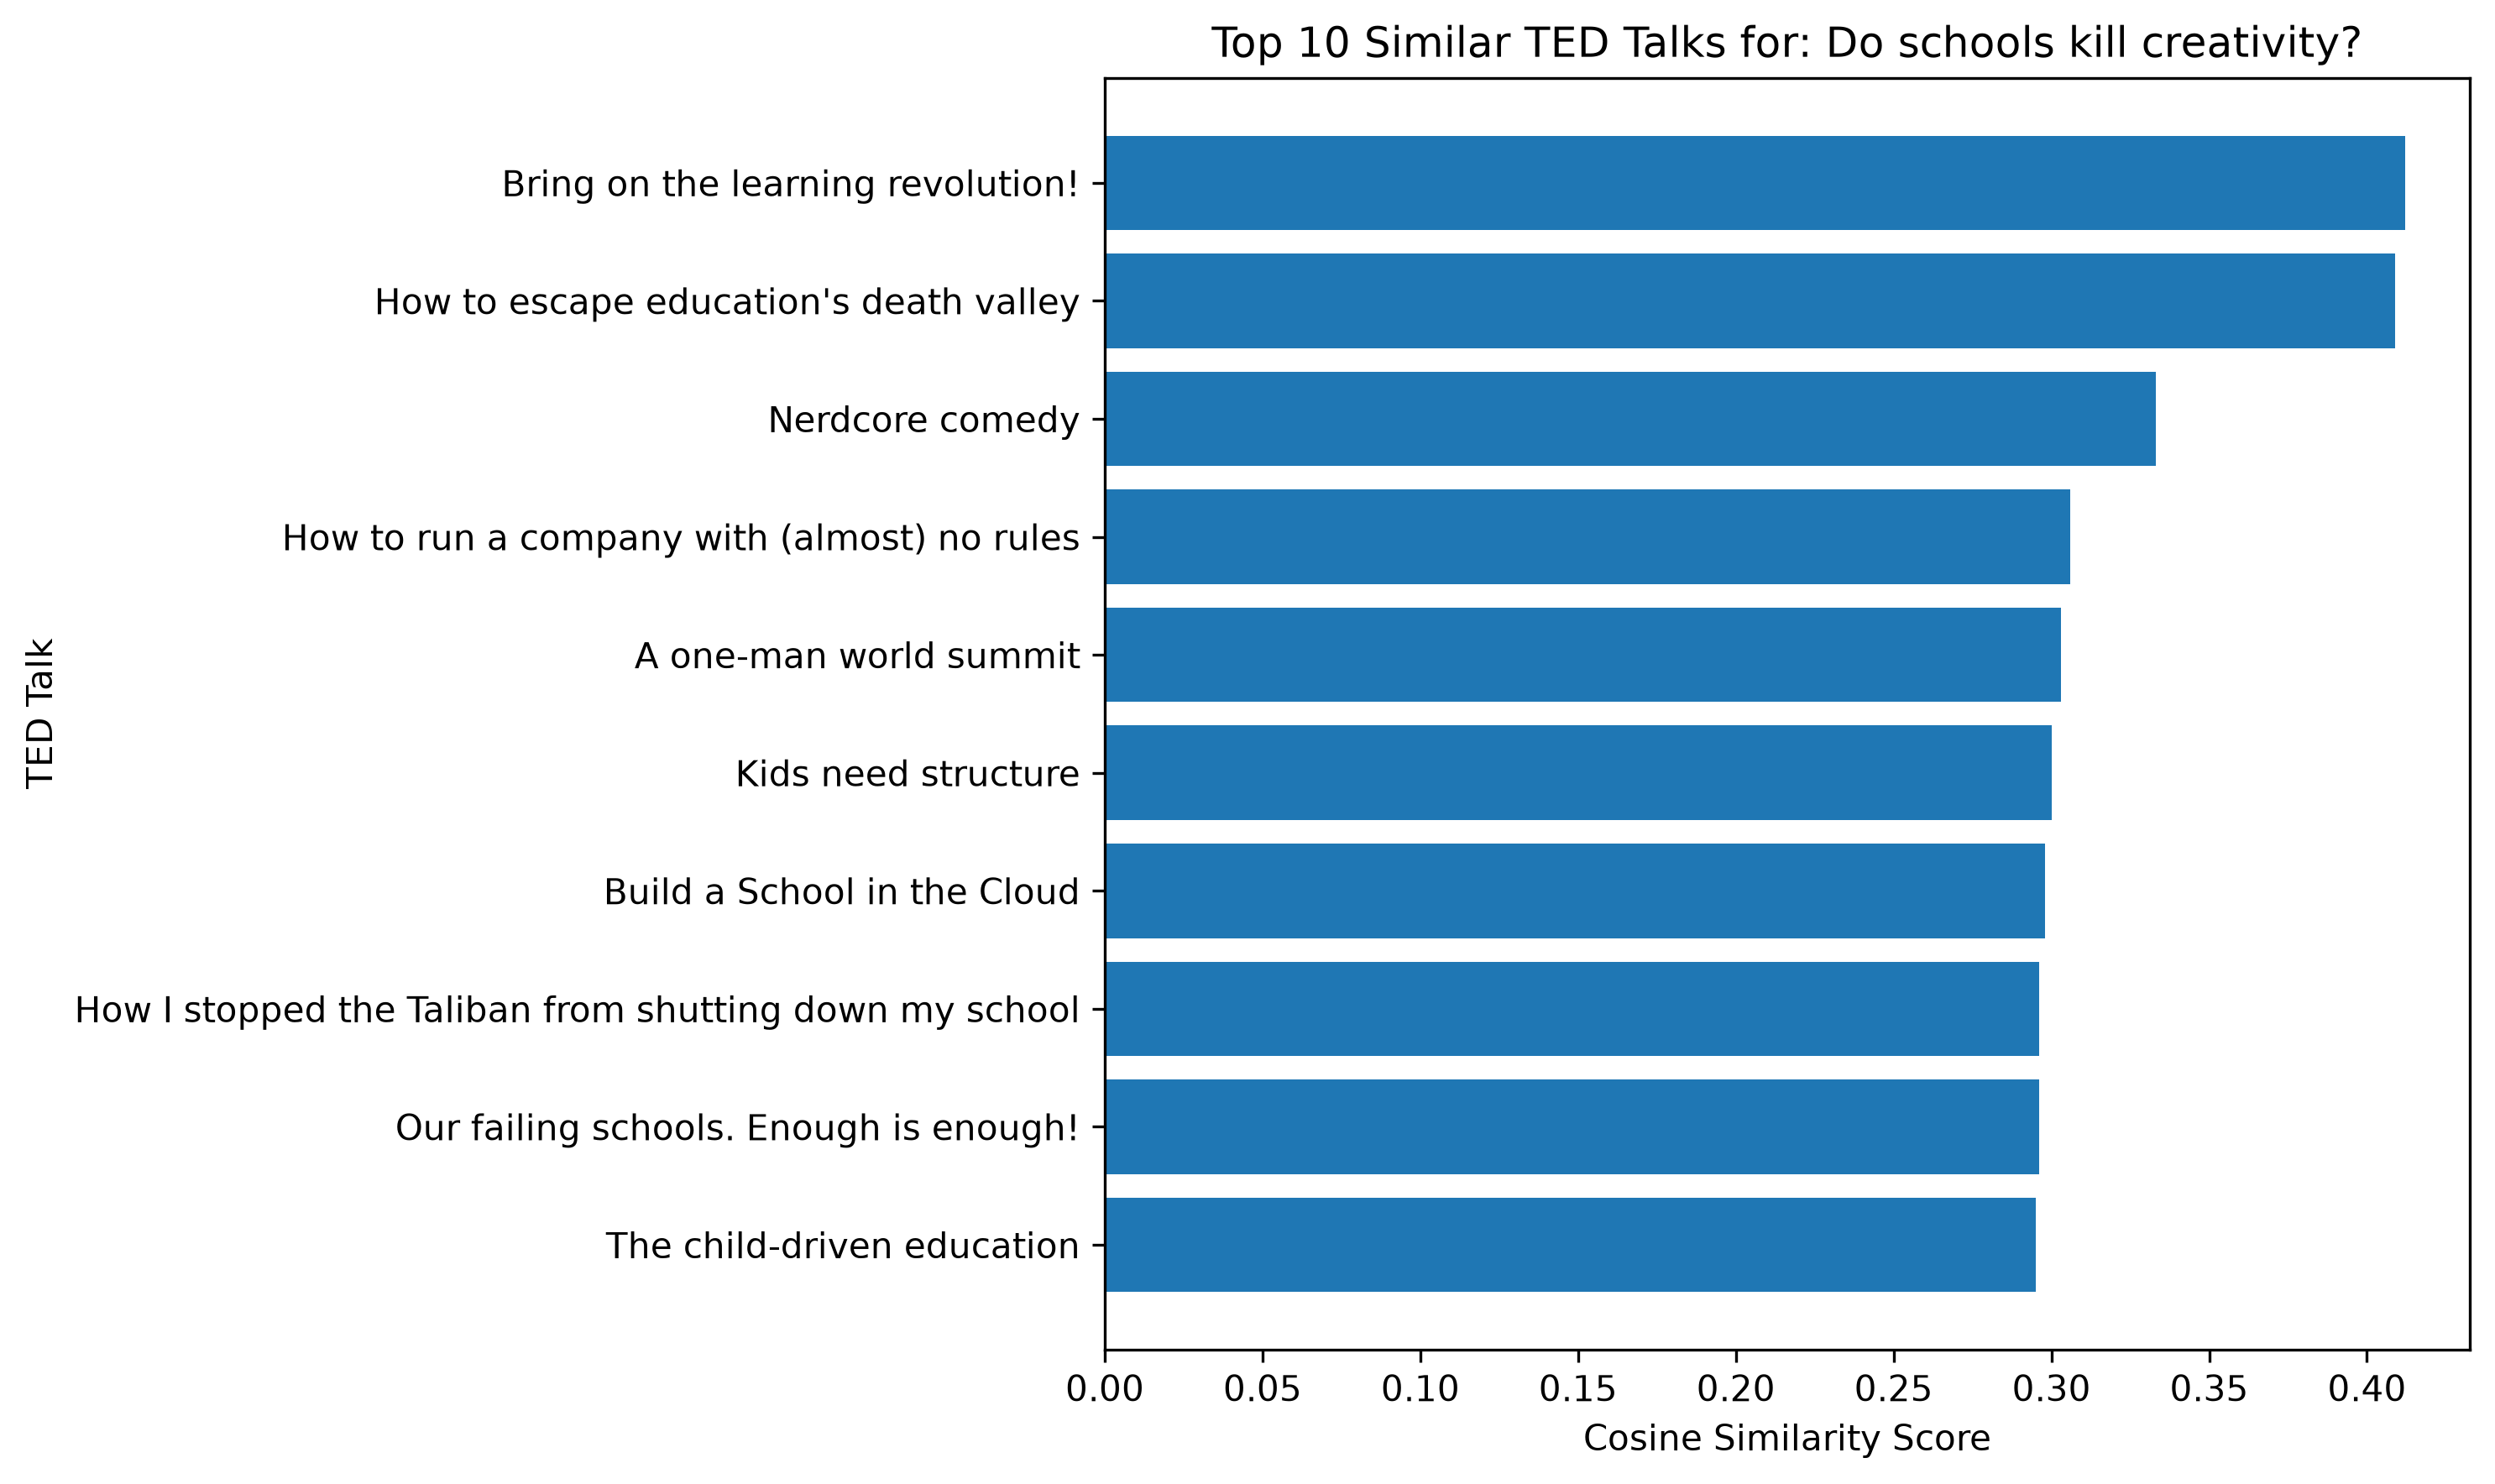 Top 10 Similar TED Talks for: Do schools kill creativity?
TED Talk
Bring on the learning revolution!
How to escape education's death valley
Nerdcore comedy
How to run a company with (almost) no rules
A one-man world summit
Kids need structure
Build a School in the Cloud
How I stopped the Taliban from shutting down my school
Our failing schools. Enough is enough!
The child-driven education
0.00 0.05 0.10 0.15 0.20 0.25 0.30 0.35 0.40
Cosine Similarity Score